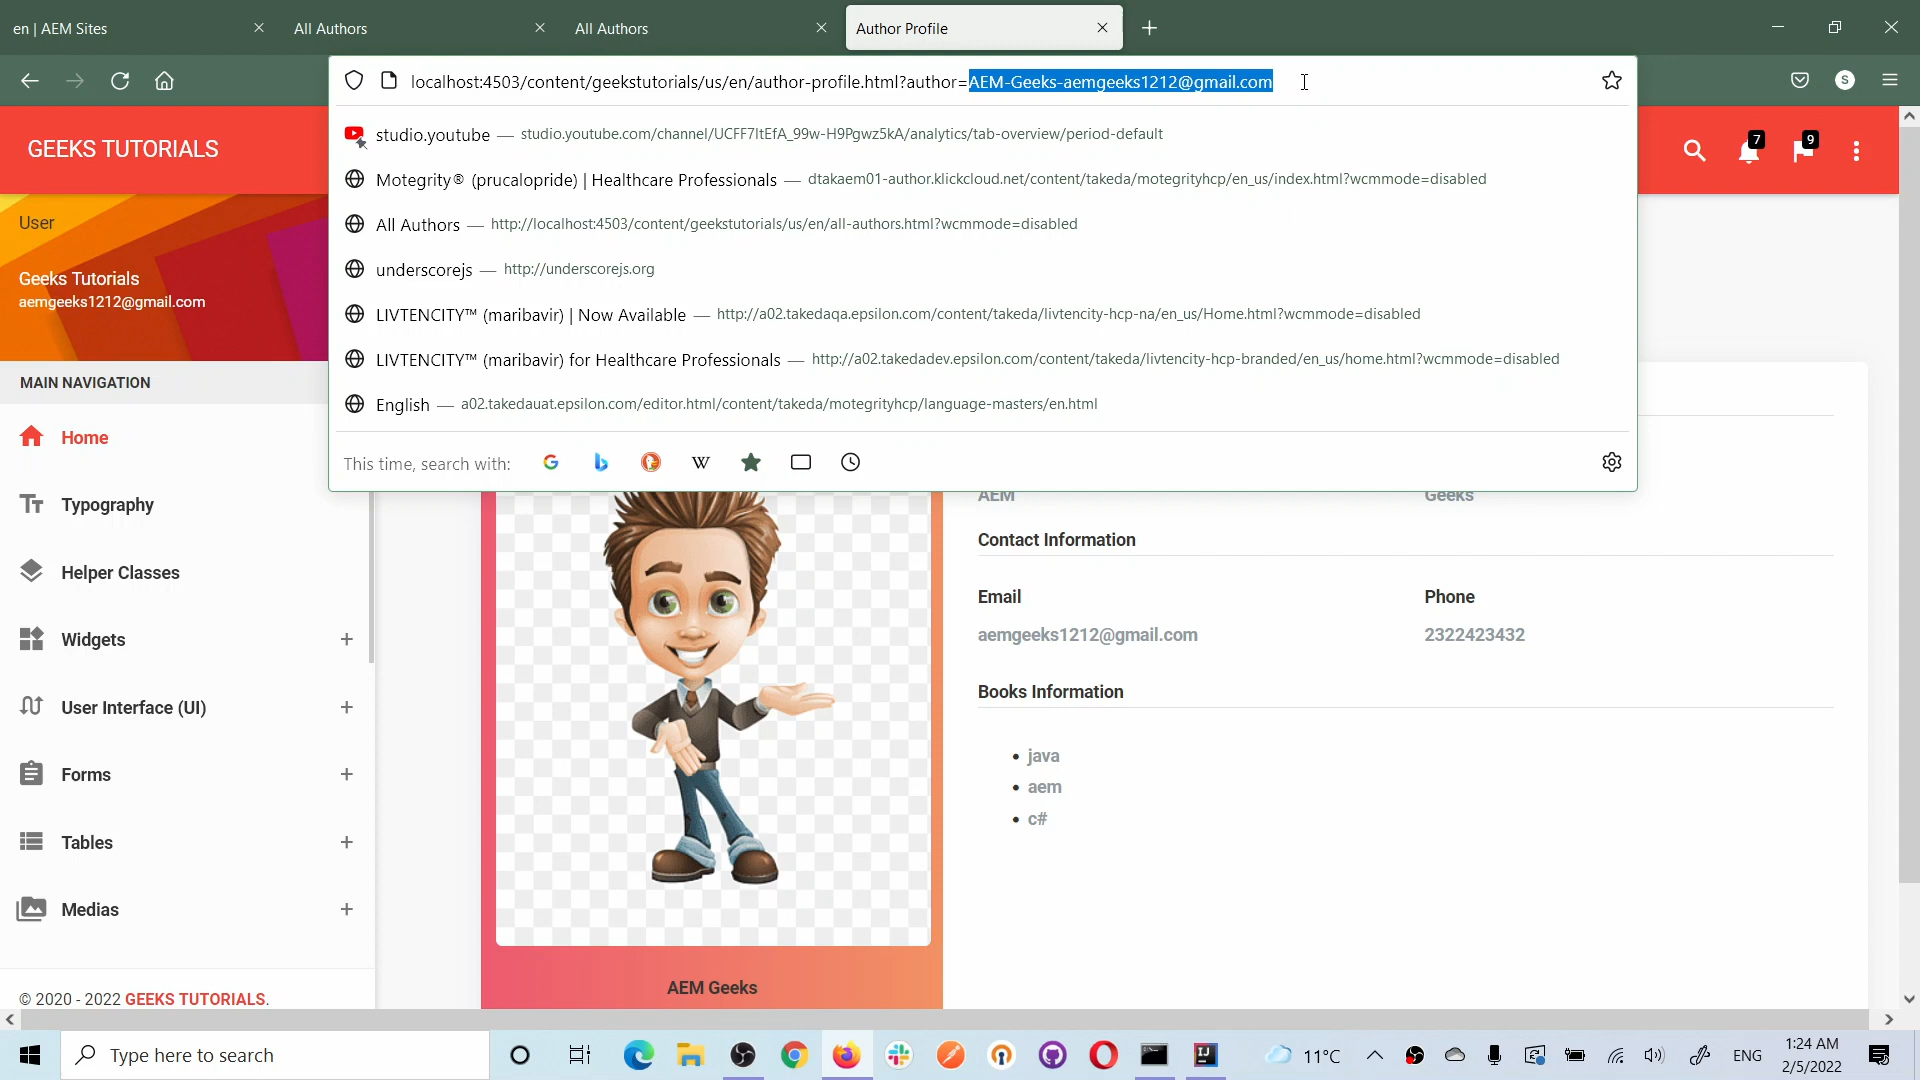 en | AEM Sites
All Authors
All Authors
Author Profile
localhost:4503/content/geekstutorials/us/en/author-profile.html?author=AEM-Geeks-aemgeeks1212@gmail.com
studio.youtube — studio.youtube.com/channel/UCFF7ItEfA_99w-H9Pgwz5kA/analytics/tab-overview/period-default
Motegrity® (prucalopride) | Healthcare Professionals — dtakaem01-author.klickcloud.net/content/takeda/motegrityhcp/en_us/index.html?wcmmode=disabled
All Authors — http://localhost:4503/content/geekstutorials/us/en/all-authors.html?wcmmode=disabled
underscorejs — http://underscorejs.org
LIVTENCITY™ (maribavir) | Now Available — http://a02.takedaqa.epsilon.com/content/takeda/livtencity-hcp-na/en_us/Home.html?wcmmode=disabled
LIVTENCITY™ (maribavir) for Healthcare Professionals — http://a02.takedadev.epsilon.com/content/takeda/livtencity-hcp-branded/en_us/home.html?wcmmode=disabled
English — a02.takedauat.epsilon.com/editor.html/content/takeda/motegrityhcp/language-masters/en.html
This time, search with:
W
S
GEEKS TUTORIALS
7
9
User
Geeks Tutorials
aemgeeks1212@gmail.com
MAIN NAVIGATION
Home
Typography
Helper Classes
Widgets +
User Interface (UI) +
Forms +
Tables +
Medias +
© 2020 - 2022 GEEKS TUTORIALS.
AEM Geeks
AEM
Geeks
Contact Information
Email
Phone
aemgeeks1212@gmail.com
2322423432
Books Information
• java
• aem
• c#
Type here to search
11°C
ENG
1:24 AM
2/5/2022